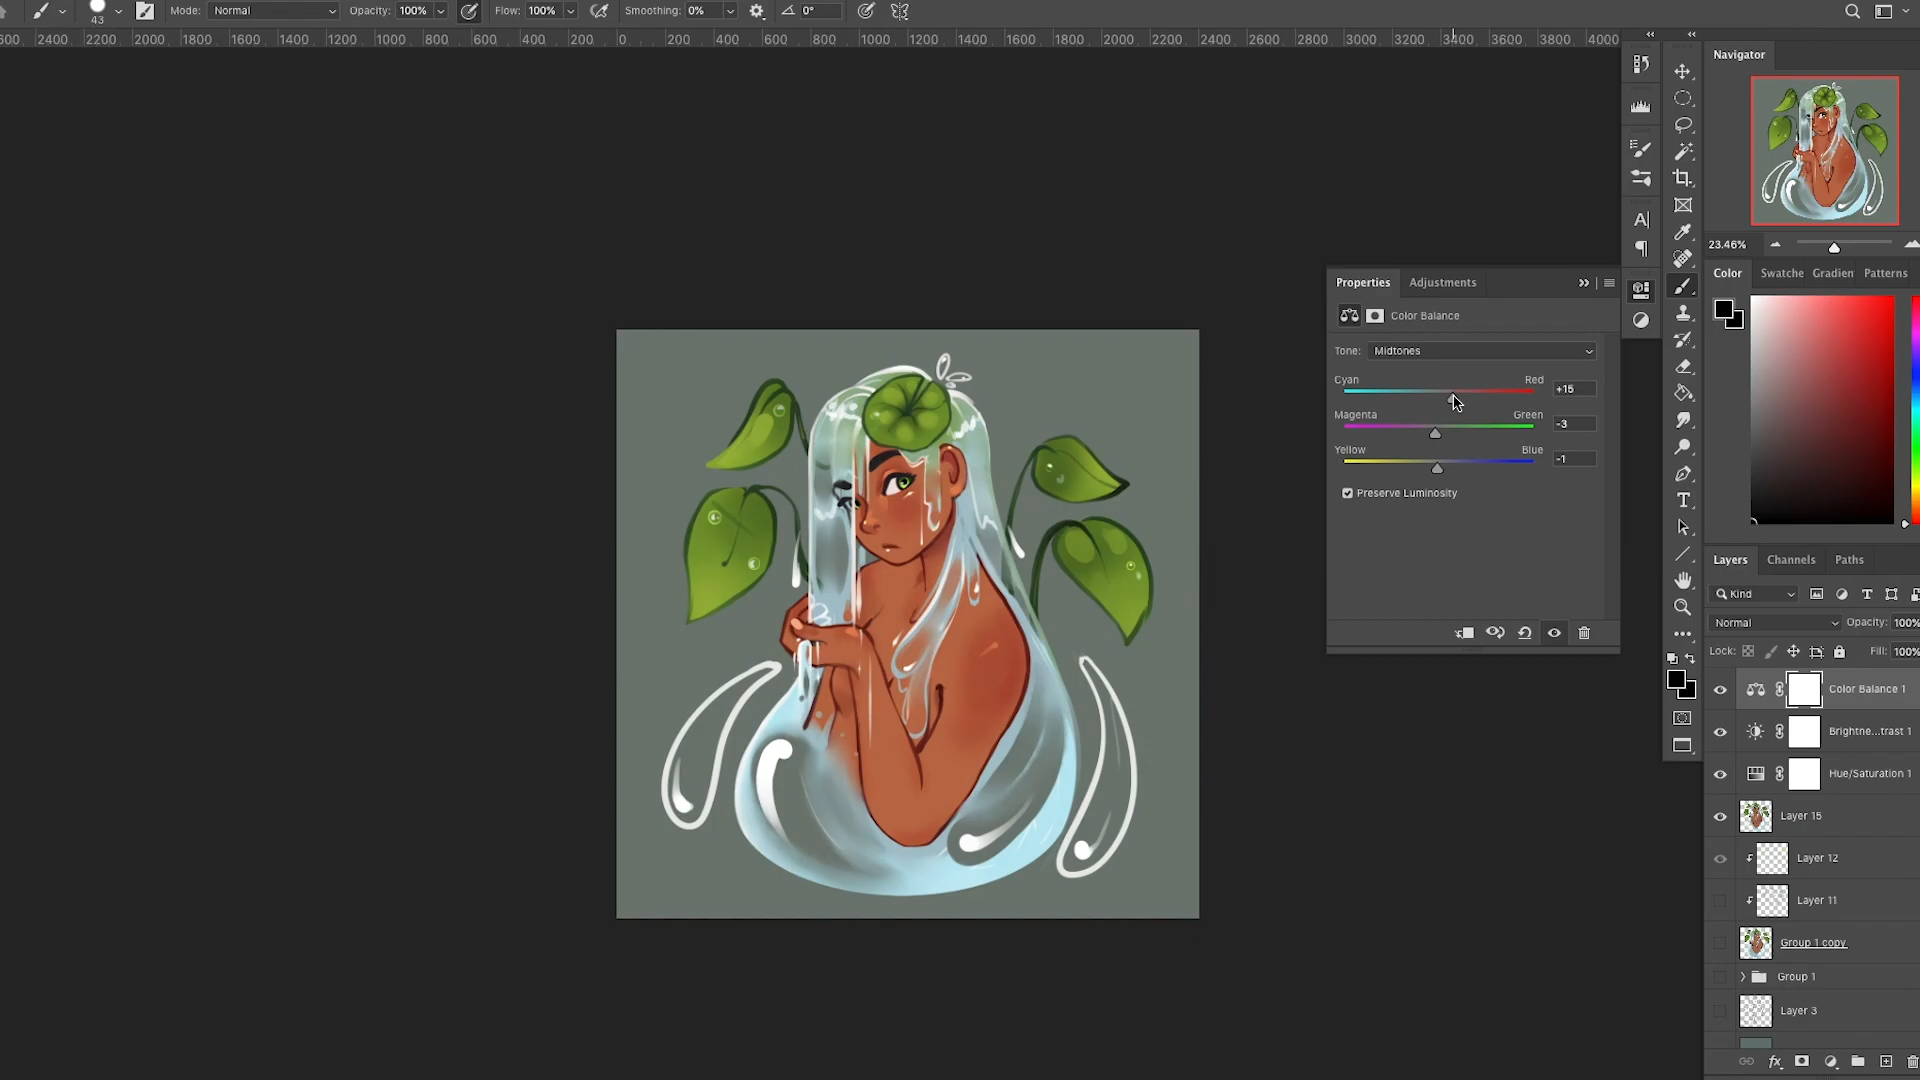 43 Mode: Normal Opacity: 100% Flow: 100% Smoothing: 0% 0°
600 2400 2200 2000 1800 1600 1400 1200 1000 800 600 400 200 0 200 400 600 800 1000 1200 1400 1600 1800 2000 2200 2400 2600 2800 3000 3200 3400 3600 3800 4000
Navigator
23.46%
Color Swatche Gradien Patterns
Properties Adjustments
Color Balance
Tone: Midtones
Cyan Red +15
Magenta Green -3
Yellow Blue -1
Preserve Luminosity
Layers Channels Paths
Kind
Normal Opacity: 100%
Lock: Fill: 100%
Color Balance 1
Brightne...trast 1
Hue/Saturation 1
Layer 15
Layer 12
Layer 11
Group 1 copy
Group 1
Layer 3